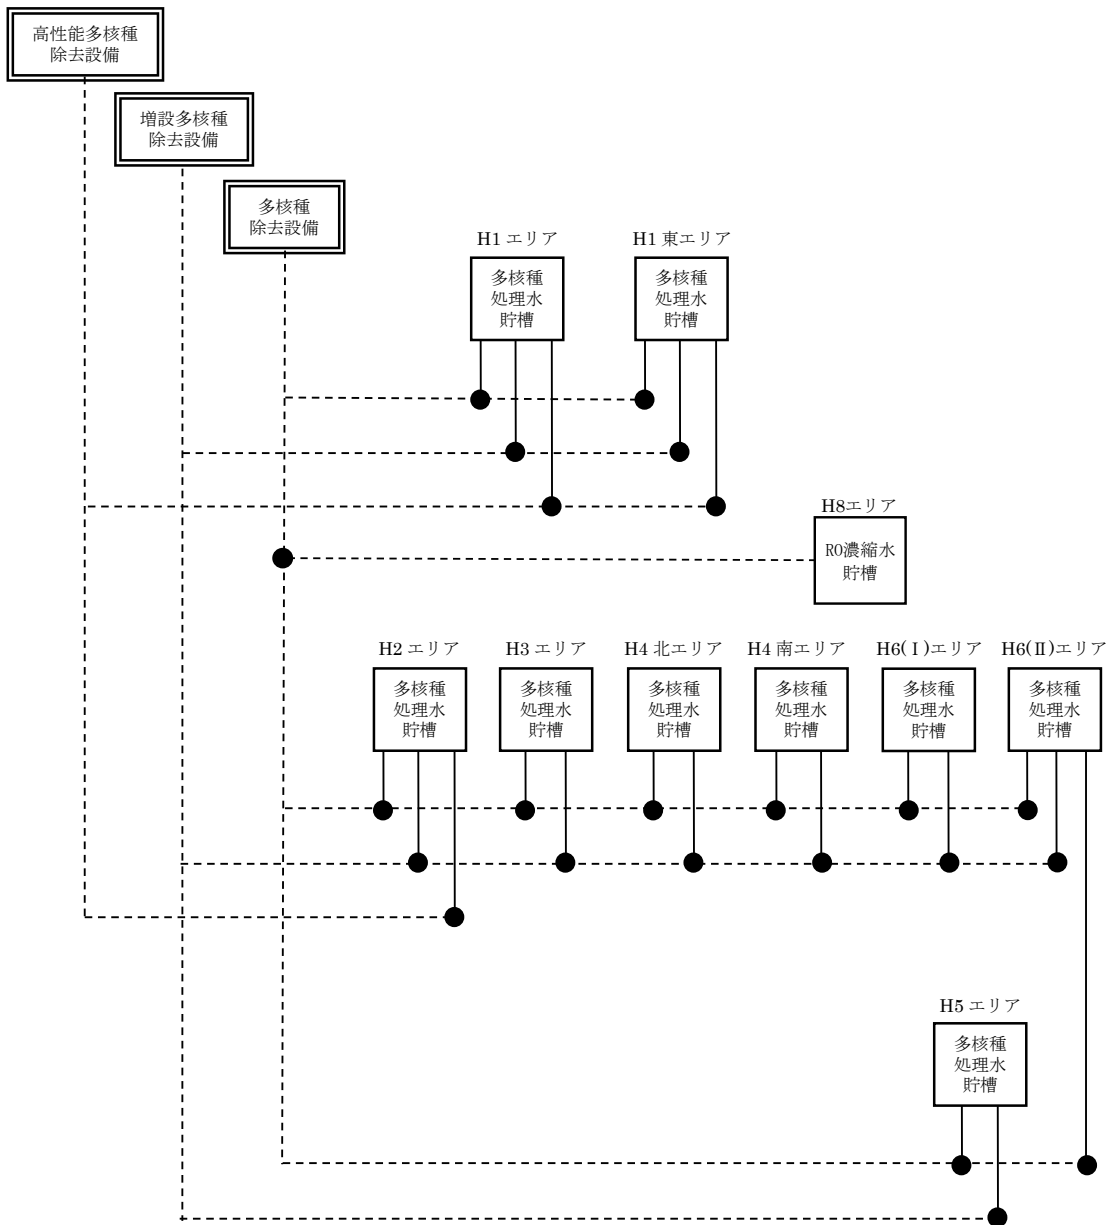 高性能多核種
除去設備
増設多核種
除去設備
多核種
除去設備
H1 エリア
多核種
処理水
貯槽
H1 東エリア
多核種
処理水
貯槽
H8エリア
RO濃縮水
貯槽
H2 エリア
多核種
処理水
貯槽
H3 エリア
多核種
処理水
貯槽
H4 北エリア
多核種
処理水
貯槽
H4 南エリア
多核種
処理水
貯槽
H6(Ⅰ)エリア
多核種
処理水
貯槽
H6(Ⅱ)エリア
多核種
処理水
貯槽
H5 エリア
多核種
処理水
貯槽